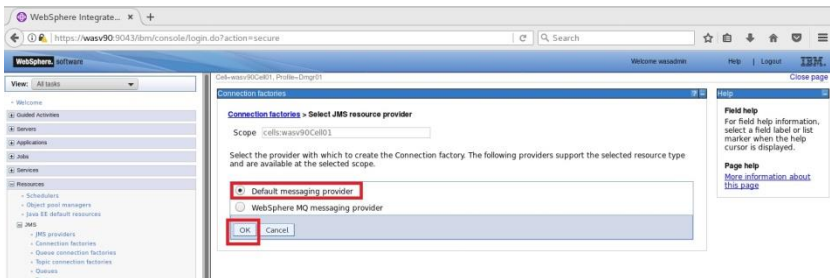 WebSphere Integrate... × +
https://wasv90:9043/ibm/console/login.do?action=secure
Search
WebSphere. software
Welcome wasadmin
Help | Logout
IBM.
View: All tasks
Cell=wasv90Cell01, Profile=Dmgr01
Close page
Welcome
Guided Activities
Servers
Applications
Jobs
Services
Resources
Schedulers
Object pool managers
Java EE default resources
JMS
JMS providers
Connection factories
Queue connection factories
Topic connection factories
Queues
Connection factories
Connection factories > Select JMS resource provider
Scope cells:wasv90Cell01
Select the provider with which to create the Connection factory. The following providers support the selected resource type
and are available at the selected scope.
Default messaging provider
WebSphere MQ messaging provider
OK Cancel
Help
Field help
For field help information,
select a field label or list
marker when the help
cursor is displayed.
Page help
More information about
this page